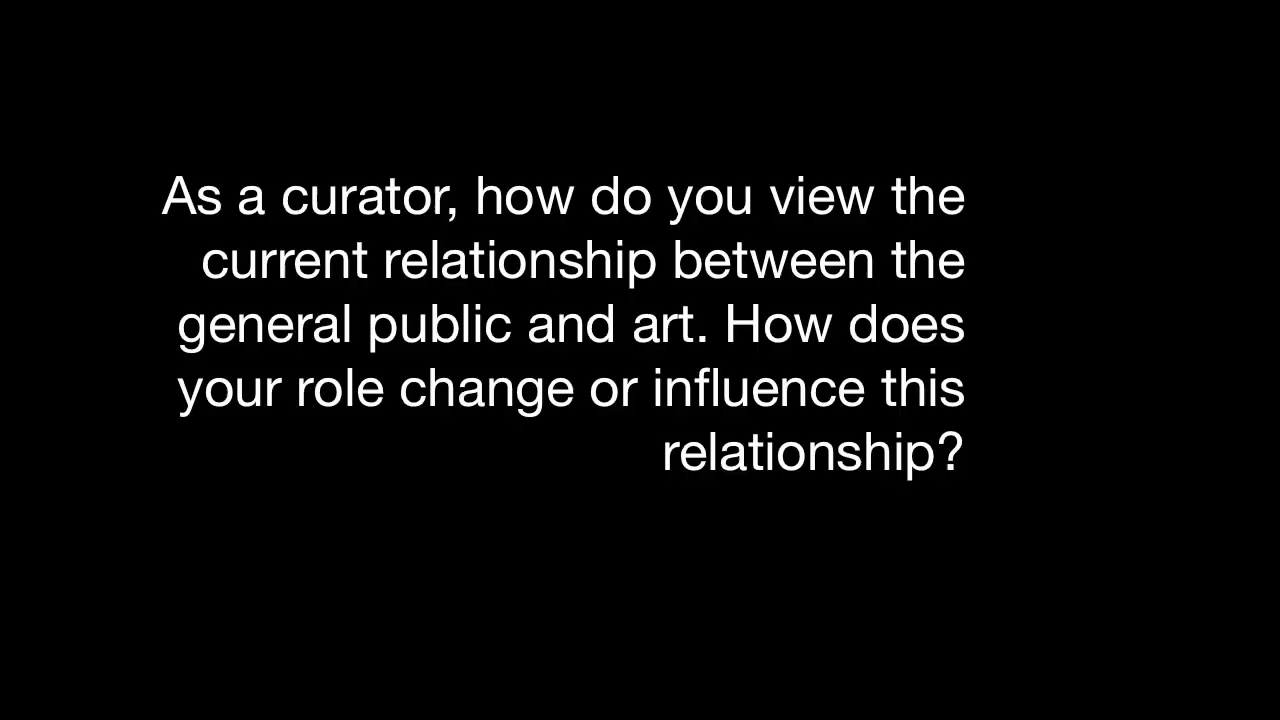 As a curator, how do you view the
current relationship between the
general public and art. How does
your role change or influence this
relationship?